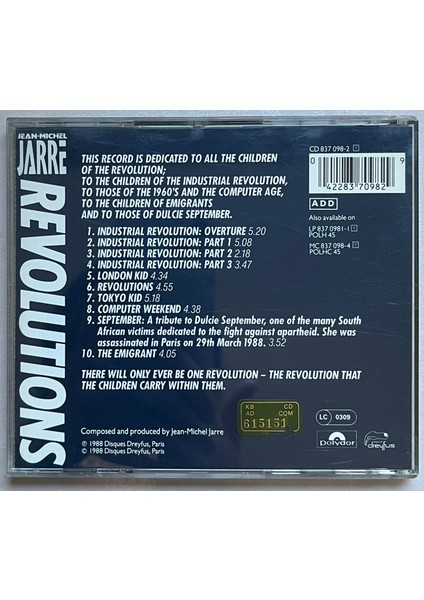 JEAN-MICHEL
JARRE
REVOLUTIONS
THIS RECORD IS DEDICATED TO ALL THE CHILDREN
OF THE REVOLUTION;
TO THE CHILDREN OF THE INDUSTRIAL REVOLUTION,
TO THOSE OF THE 1960'S AND THE COMPUTER AGE,
TO THE CHILDREN OF EMIGRANTS
AND TO THOSE OF DULCIE SEPTEMBER.
1. INDUSTRIAL REVOLUTION: OVERTURE 5.20
2. INDUSTRIAL REVOLUTION: PART 1 5.08
3. INDUSTRIAL REVOLUTION: PART 2 2.18
4. INDUSTRIAL REVOLUTION: PART 3 3.47
5. LONDON KID 4.34
6. REVOLUTIONS 4.55
7. TOKYO KID 5.18
8. COMPUTER WEEKEND 4.38
9. SEPTEMBER: A tribute to Dulcie September, one of the many South
African victims dedicated to the fight against apartheid. She was
assassinated in Paris on 29th March 1988. 3.52
10. THE EMIGRANT 4.05
THERE WILL ONLY EVER BE ONE REVOLUTION – THE REVOLUTION THAT
THE CHILDREN CARRY WITHIN THEM.
Composed and produced by Jean-Michel Jarre
℗ 1988 Disques Dreyfus, Paris
© 1988 Disques Dreyfus, Paris
CD 837 098-2
0 42283 70982 9
ADD
Also available on
LP 837 098-1
POLH 45
MC 837 098-4
POLHC 45
KB CD
AD COM
615151
LC 0309
Polydor
dreyfus